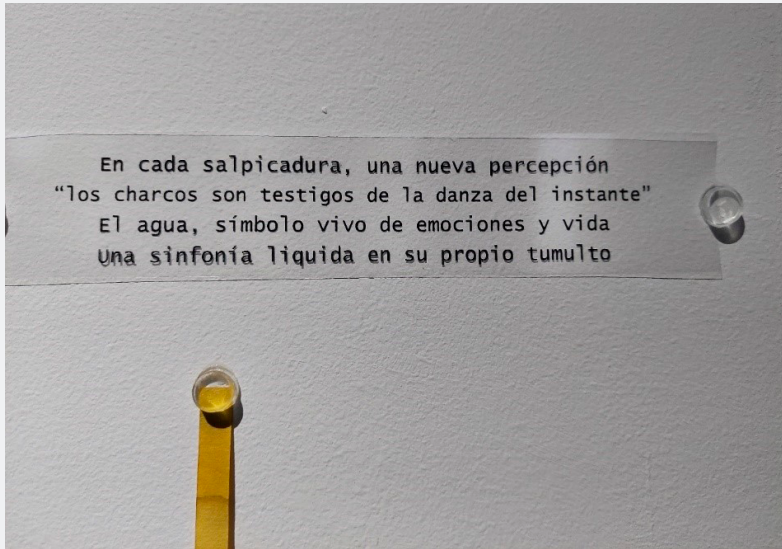 En cada salpicadura, una nueva percepción
“los charcos son testigos de la danza del instante”
El agua, símbolo vivo de emociones y vida
Una sinfonía liquida en su propio tumulto